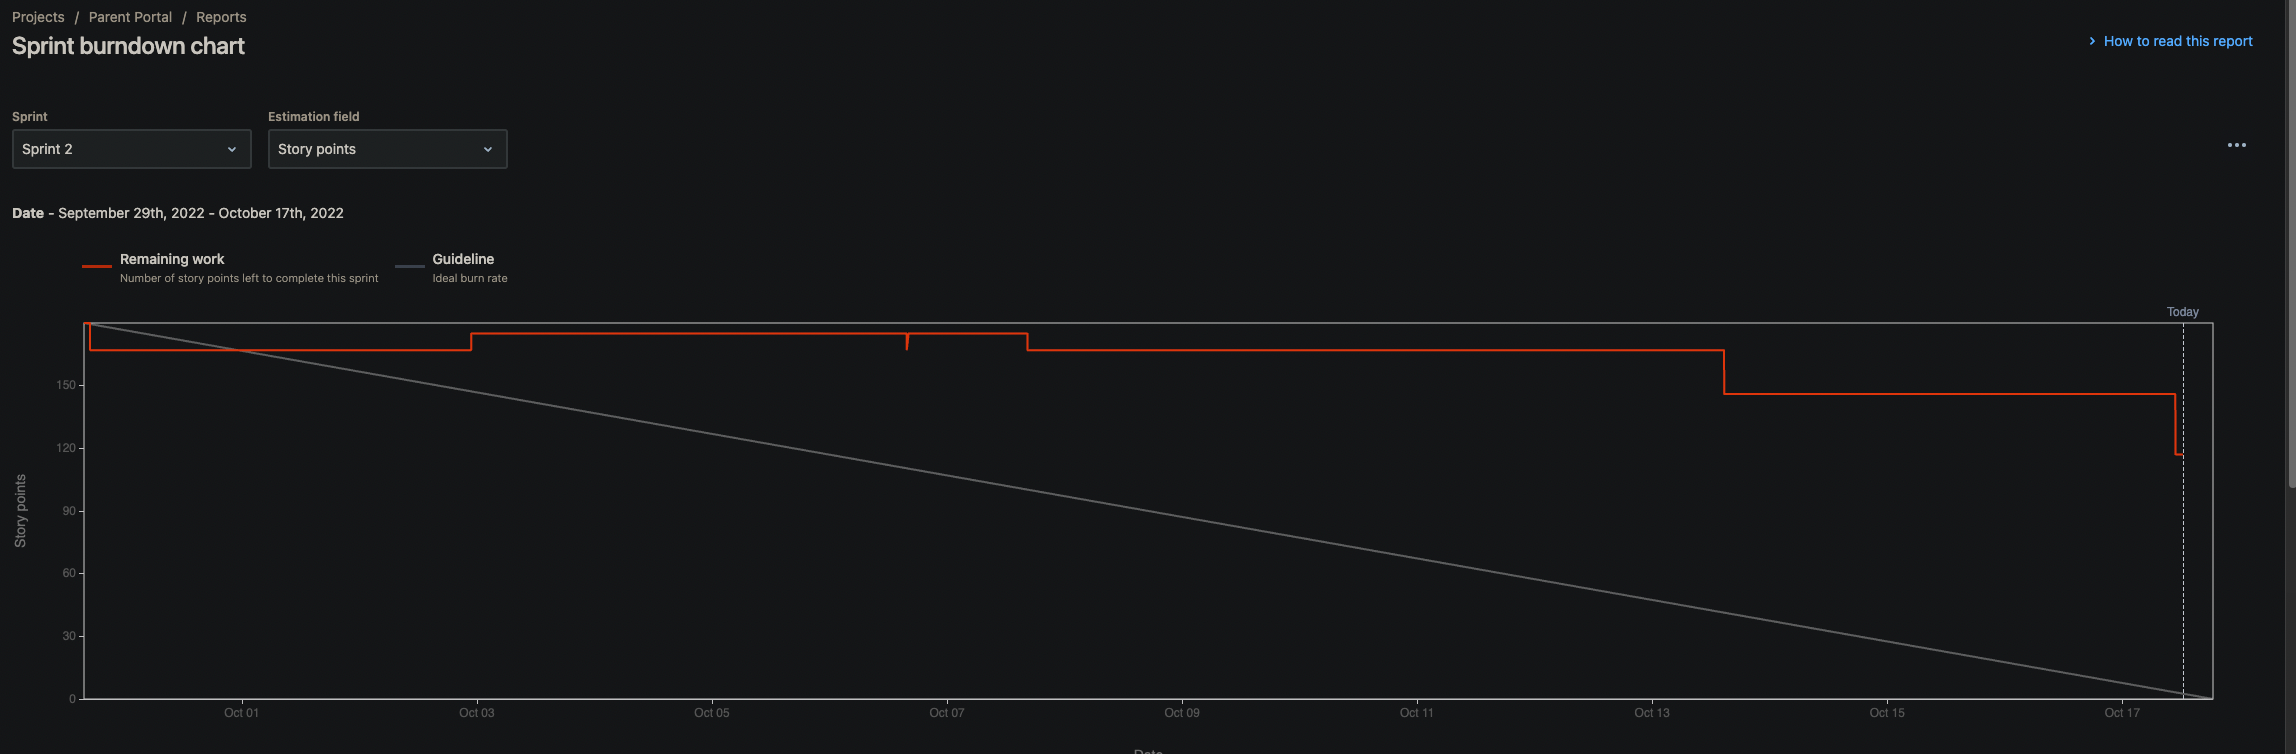 Projects / Parent Portal / Reports
Sprint burndown chart
How to read this report
Sprint
Estimation field
Sprint 2
Story points
Date - September 29th, 2022 - October 17th, 2022
Remaining work
Number of story points left to complete this sprint
Guideline
Ideal burn rate
Today
150
120
90
60
30
0
Story points
Oct 01
Oct 03
Oct 05
Oct 07
Oct 09
Oct 11
Oct 13
Oct 15
Oct 17